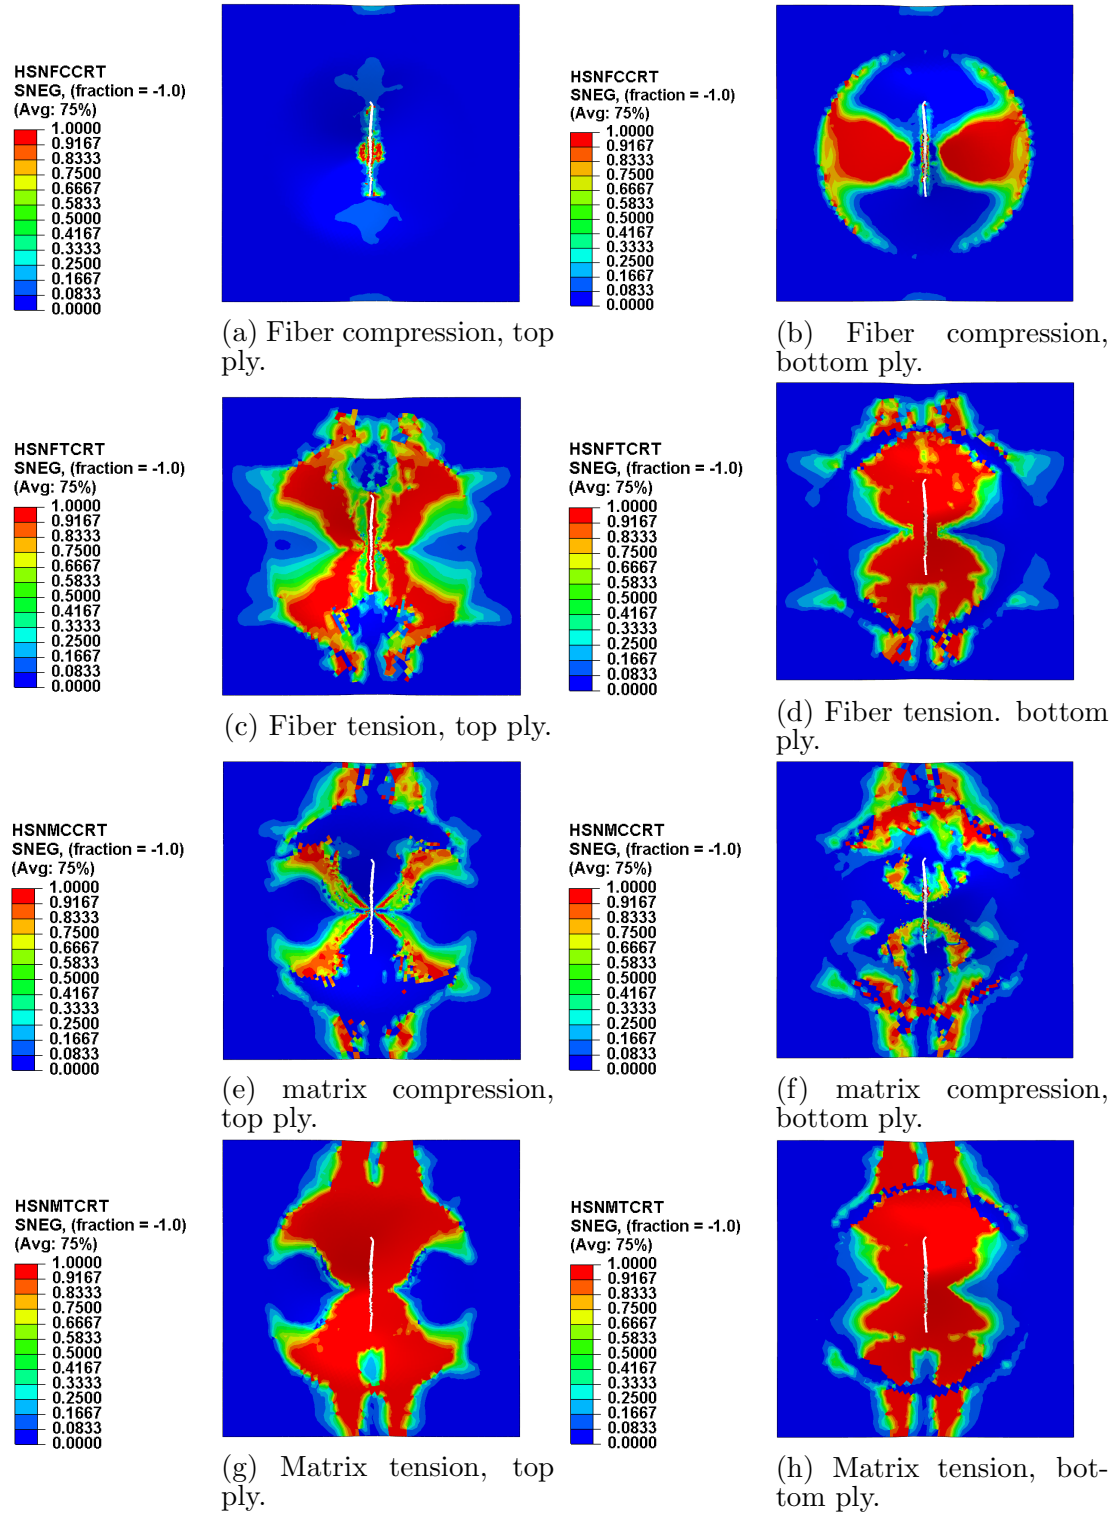 HSNFCCRT
SNEG, (fraction = -1.0)
(Avg: 75%)
1.0000
0.9167
0.8333
0.7500
0.6667
0.5833
0.5000
0.4167
0.3333
0.2500
0.1667
0.0833
0.0000
(a) Fiber compression, top
ply.
HSNFCCRT
SNEG, (fraction = -1.0)
(Avg: 75%)
1.0000
0.9167
0.8333
0.7500
0.6667
0.5833
0.5000
0.4167
0.3333
0.2500
0.1667
0.0833
0.0000
(b) Fiber compression,
bottom ply.
HSNFTCRT
SNEG, (fraction = -1.0)
(Avg: 75%)
1.0000
0.9167
0.8333
0.7500
0.6667
0.5833
0.5000
0.4167
0.3333
0.2500
0.1667
0.0833
0.0000
(c) Fiber tension, top ply.
HSNFTCRT
SNEG, (fraction = -1.0)
(Avg: 75%)
1.0000
0.9167
0.8333
0.7500
0.6667
0.5833
0.5000
0.4167
0.3333
0.2500
0.1667
0.0833
0.0000
(d) Fiber tension. bottom
ply.
HSNMCCRT
SNEG, (fraction = -1.0)
(Avg: 75%)
1.0000
0.9167
0.8333
0.7500
0.6667
0.5833
0.5000
0.4167
0.3333
0.2500
0.1667
0.0833
0.0000
(e) matrix compression,
top ply.
HSNMCCRT
SNEG, (fraction = -1.0)
(Avg: 75%)
1.0000
0.9167
0.8333
0.7500
0.6667
0.5833
0.5000
0.4167
0.3333
0.2500
0.1667
0.0833
0.0000
(f) matrix compression,
bottom ply.
HSNMTCRT
SNEG, (fraction = -1.0)
(Avg: 75%)
1.0000
0.9167
0.8333
0.7500
0.6667
0.5833
0.5000
0.4167
0.3333
0.2500
0.1667
0.0833
0.0000
(g) Matrix tension, top
ply.
HSNMTCRT
SNEG, (fraction = -1.0)
(Avg: 75%)
1.0000
0.9167
0.8333
0.7500
0.6667
0.5833
0.5000
0.4167
0.3333
0.2500
0.1667
0.0833
0.0000
(h) Matrix tension, bot-
tom ply.